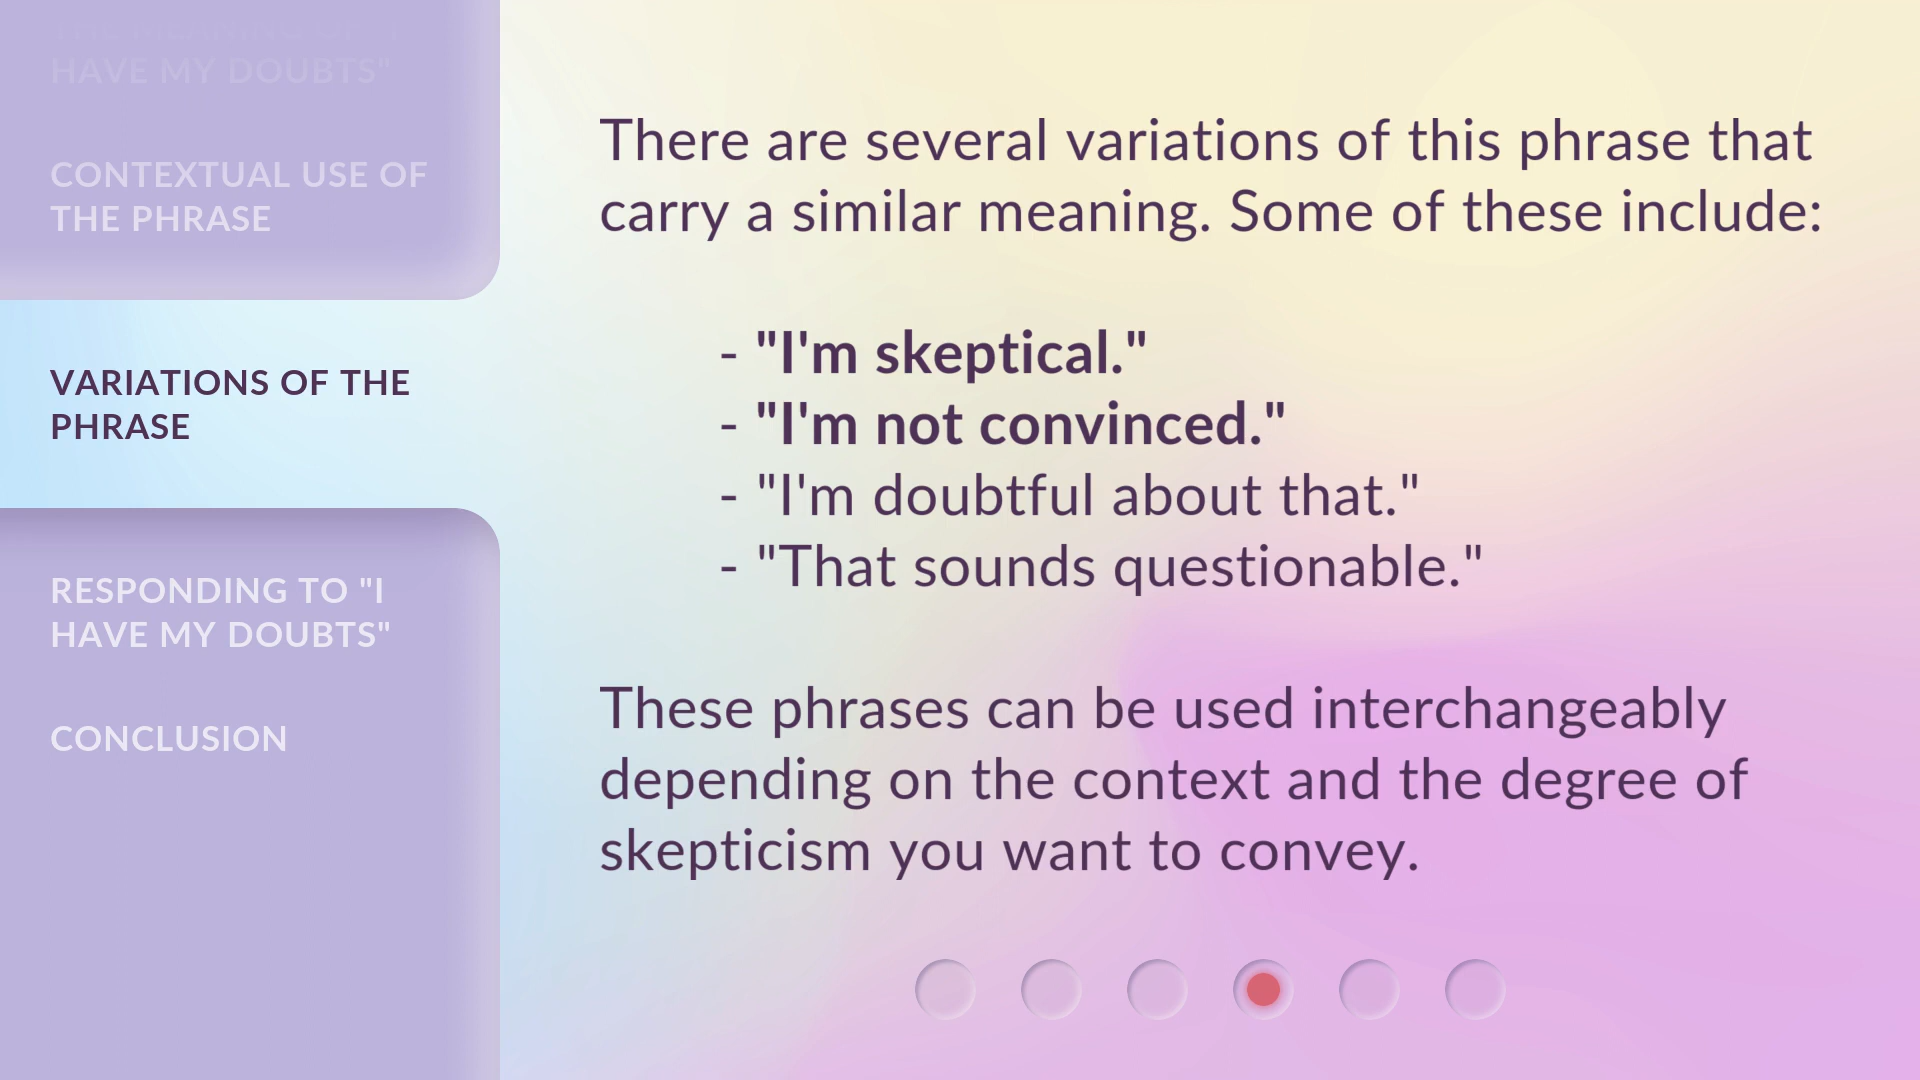 THE MEANING OF "I
HAVE MY DOUBTS"
CONTEXTUAL USE OF
THE PHRASE
VARIATIONS OF THE
PHRASE
RESPONDING TO "I
HAVE MY DOUBTS"
CONCLUSION
There are several variations of this phrase that
carry a similar meaning. Some of these include:
- "I'm skeptical."
- "I'm not convinced."
- "I'm doubtful about that."
- "That sounds questionable."
These phrases can be used interchangeably
depending on the context and the degree of
skepticism you want to convey.